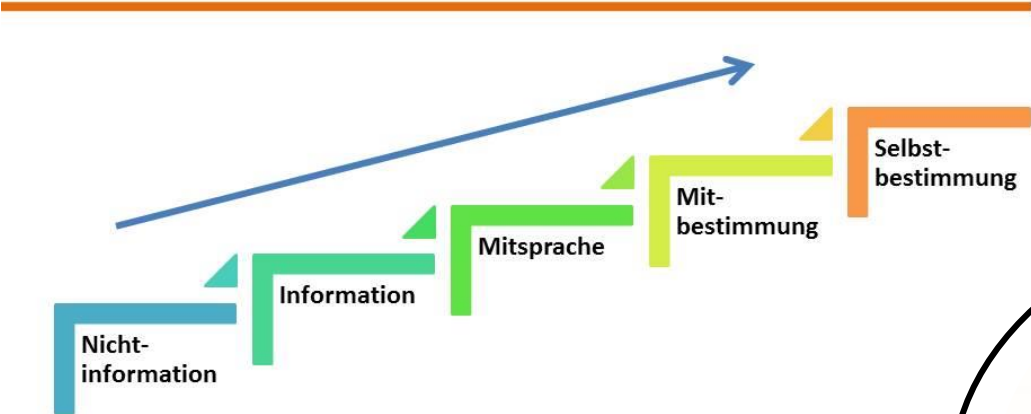 Nicht-
information
Information
Mitsprache
Mit-
bestimmung
Selbst-
bestimmung